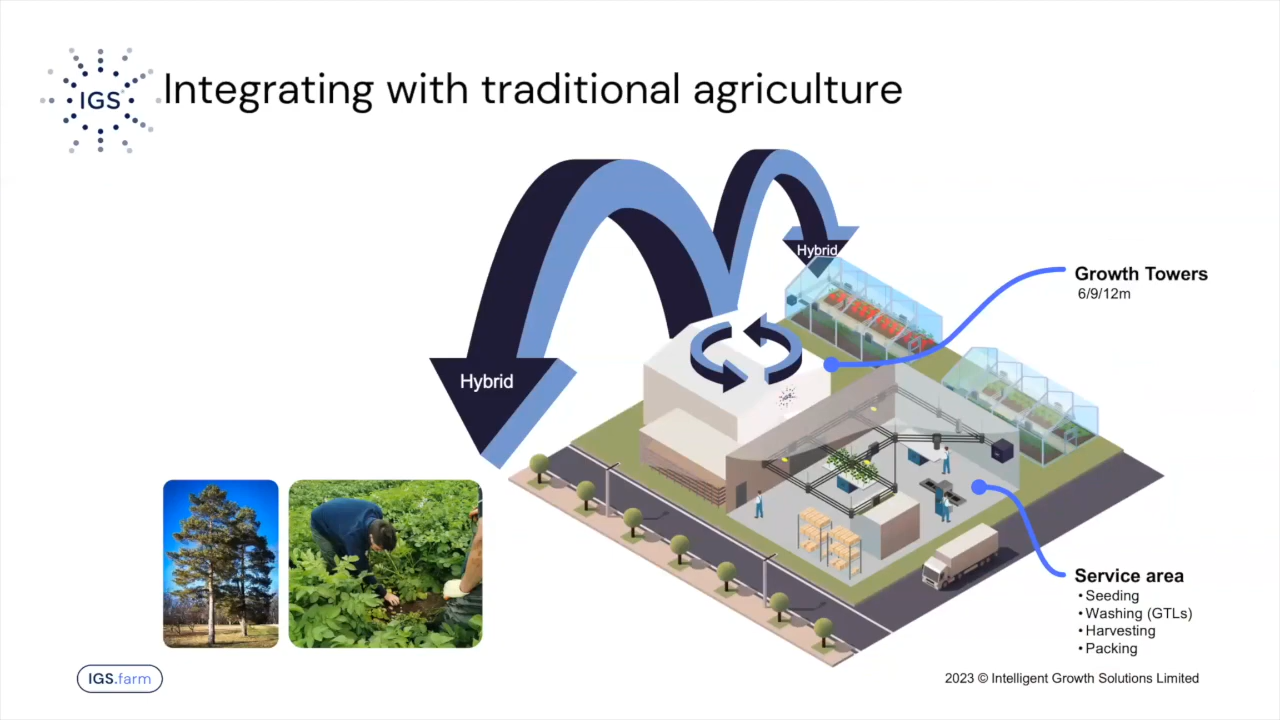 IGS
Integrating with traditional agriculture
Hybrid
Hybrid
Growth Towers
6/9/12m
IGS
Service area
• Seeding
• Washing (GTLs)
• Harvesting
• Packing
IGS.farm
2023 © Intelligent Growth Solutions Limited